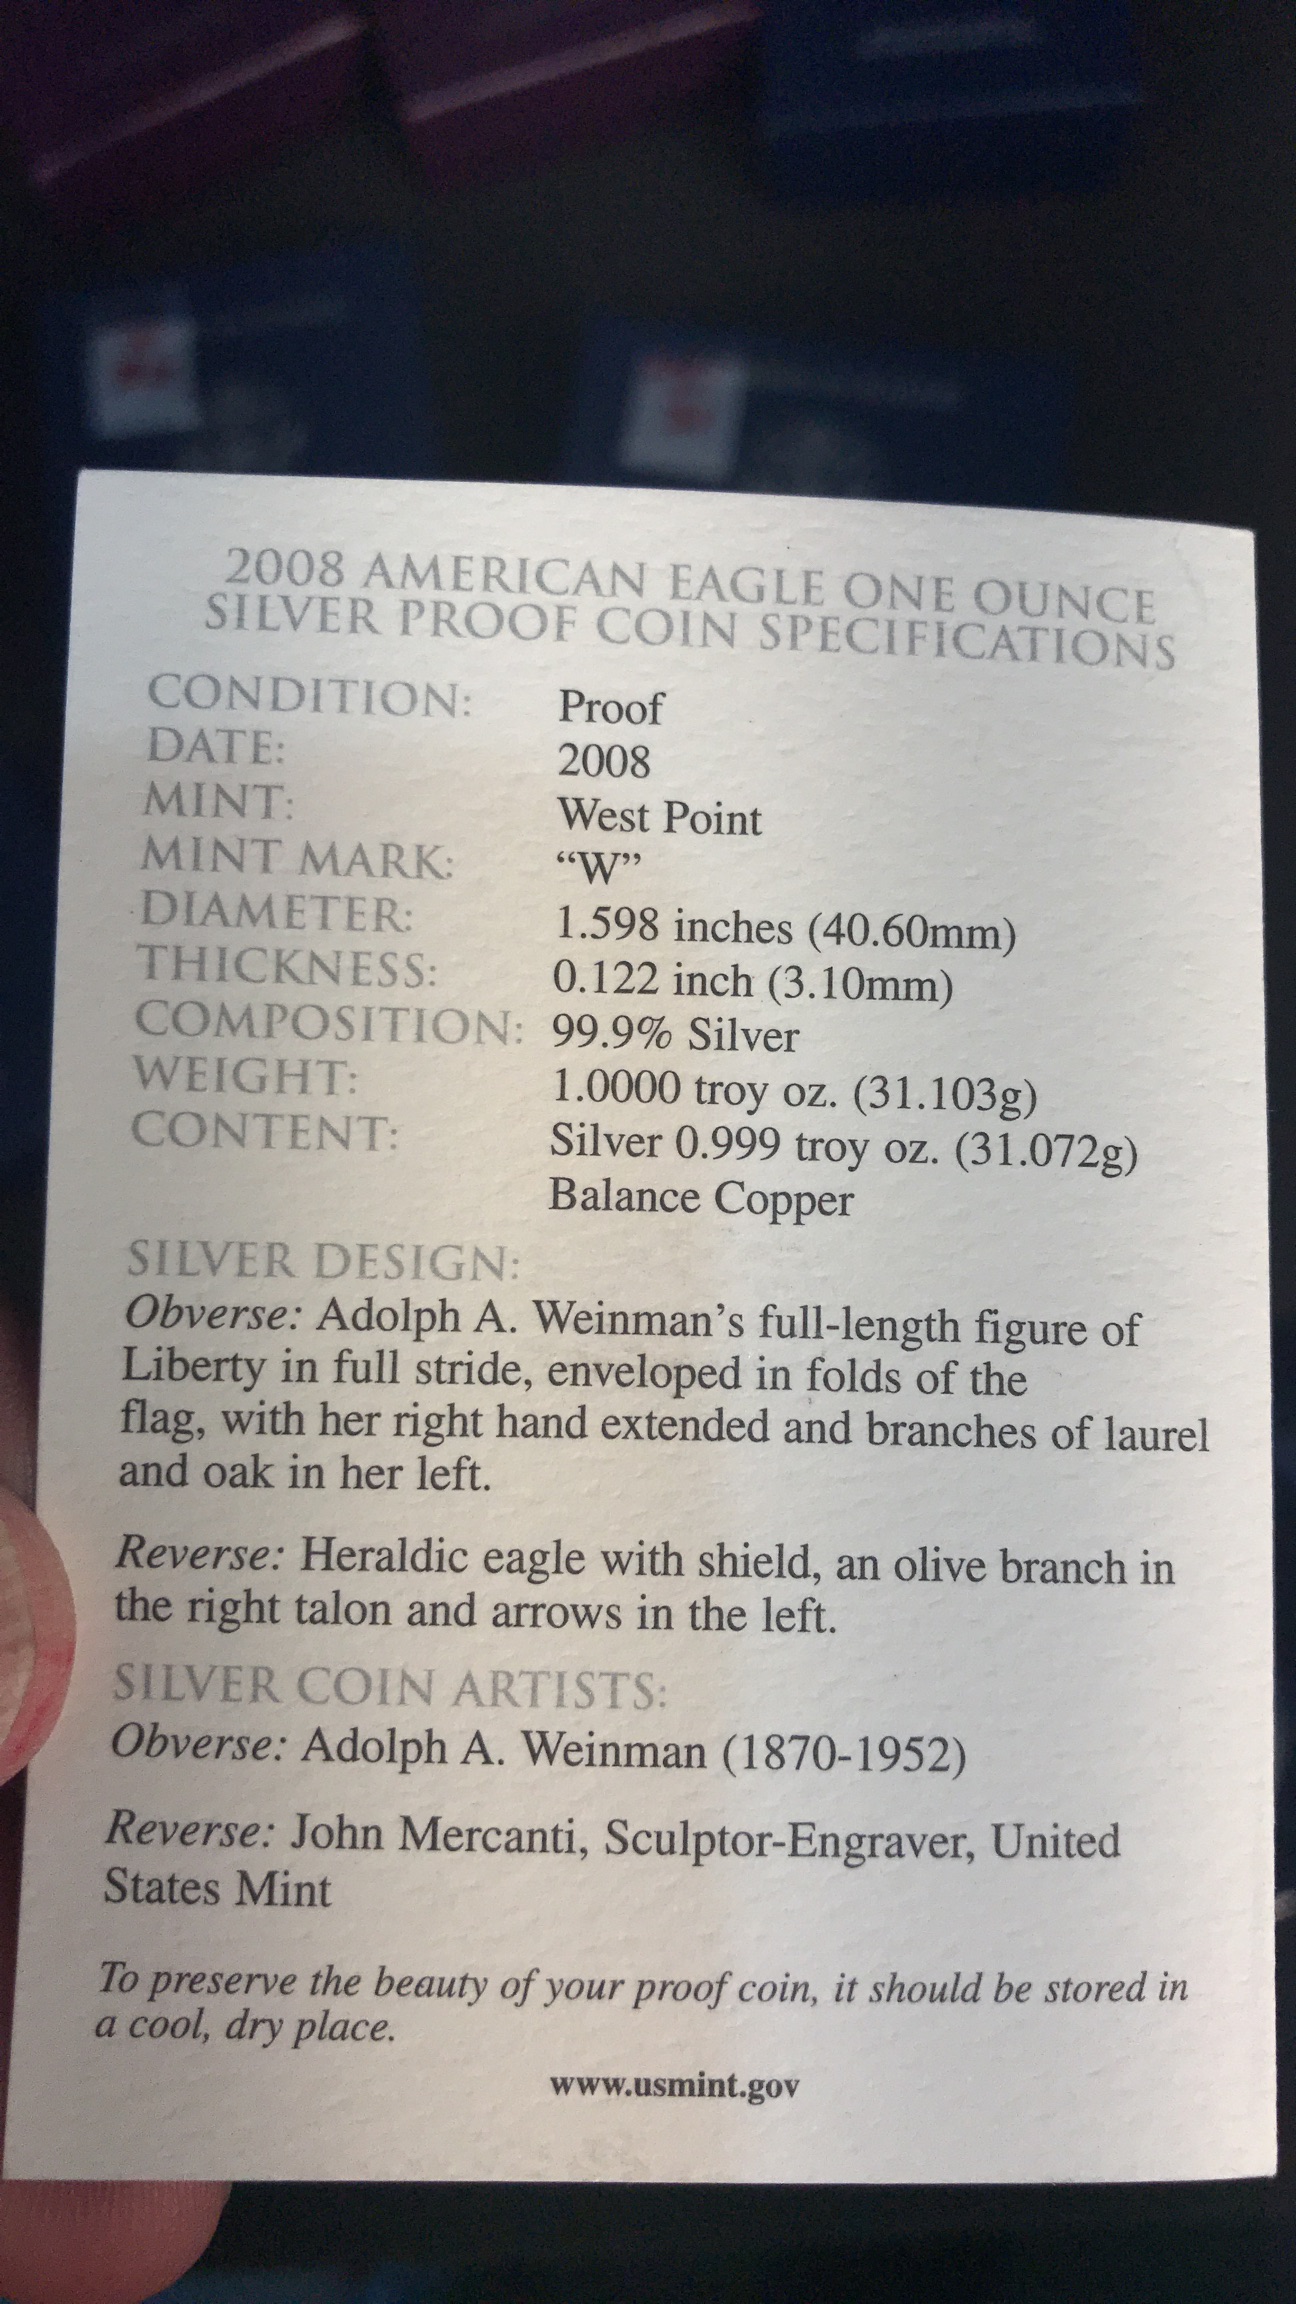 2008 AMERICAN EAGLE ONE OUNCE
SILVER PROOF COIN SPECIFICATIONS
CONDITION: Proof
DATE: 2008
MINT: West Point
MINT MARK: “W”
DIAMETER: 1.598 inches (40.60mm)
THICKNESS: 0.122 inch (3.10mm)
COMPOSITION: 99.9% Silver
WEIGHT: 1.0000 troy oz. (31.103g)
CONTENT: Silver 0.999 troy oz. (31.072g)
Balance Copper
SILVER DESIGN:
Obverse: Adolph A. Weinman’s full-length figure of
Liberty in full stride, enveloped in folds of the
flag, with her right hand extended and branches of laurel
and oak in her left.
Reverse: Heraldic eagle with shield, an olive branch in
the right talon and arrows in the left.
SILVER COIN ARTISTS:
Obverse: Adolph A. Weinman (1870-1952)
Reverse: John Mercanti, Sculptor-Engraver, United
States Mint
To preserve the beauty of your proof coin, it should be stored in
a cool, dry place.
www.usmint.gov